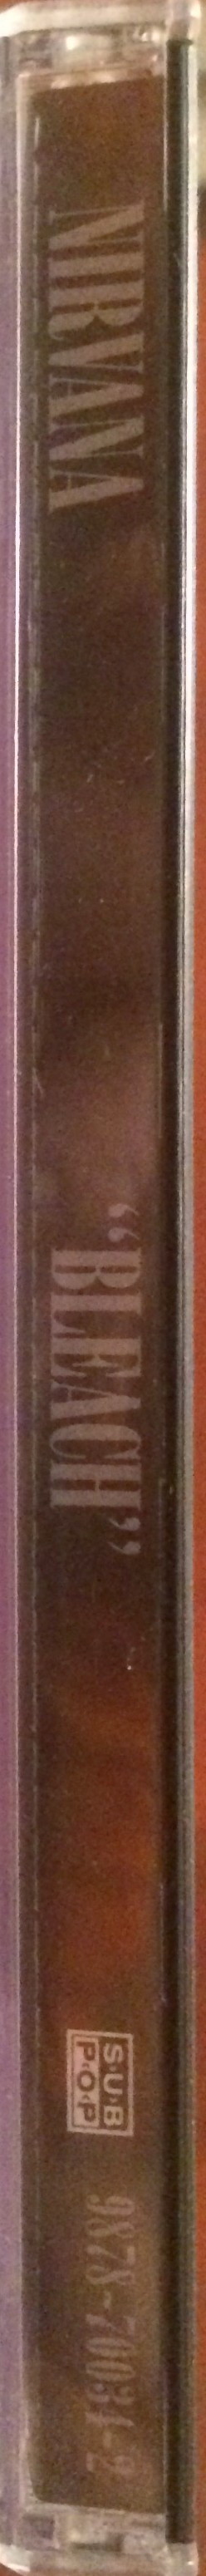 NIRVANA
“BLEACH”
SUB
POP
9878-70034-2